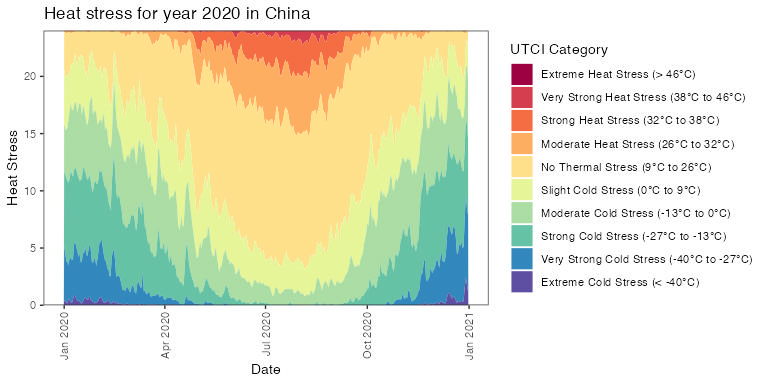 Heat stress for year 2020 in China
Heat Stress
20
15
10
5
0
Jan 2020
Apr 2020
Jul 2020
Oct 2020
Jan 2021
Date
UTCI Category
Extreme Heat Stress (> 46°C)
Very Strong Heat Stress (38°C to 46°C)
Strong Heat Stress (32°C to 38°C)
Moderate Heat Stress (26°C to 32°C)
No Thermal Stress (9°C to 26°C)
Slight Cold Stress (0°C to 9°C)
Moderate Cold Stress (-13°C to 0°C)
Strong Cold Stress (-27°C to -13°C)
Very Strong Cold Stress (-40°C to -27°C)
Extreme Cold Stress (< -40°C)